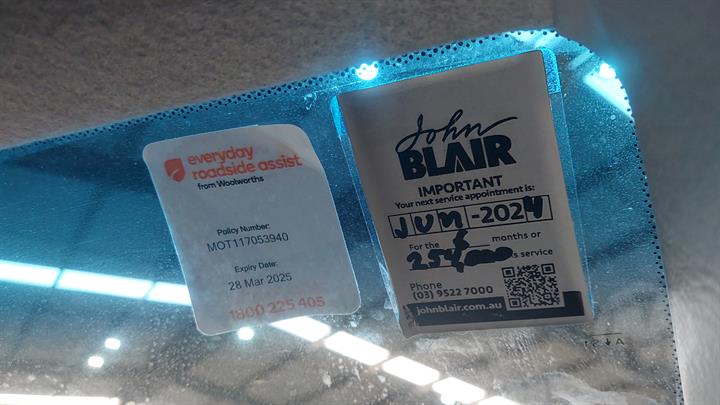 everyday
roadside assist
from Woolworths
Policy Number:
MOT117053940
Expiry Date:
28 Mar 2025
1800 225 405
John
BLAIR
IMPORTANT
Your next service appointment is:
JUN -2024
For the 6 months or
s service
Phone
(03) 9522 7000
johnblair.com.au